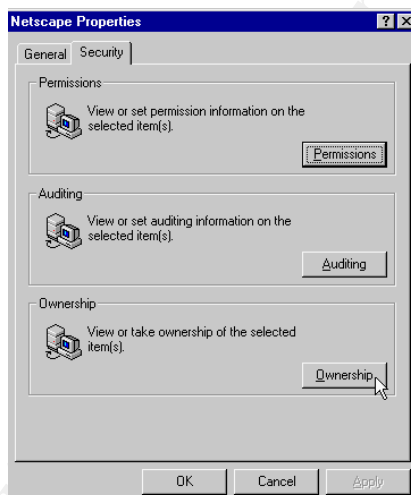 Netscape Properties
General Security
Permissions
View or set permission information on the
selected item(s).
Permissions
Auditing
View or set auditing information on the
selected item(s).
Auditing
Ownership
View or take ownership of the selected
item(s).
Ownership
OK Cancel Apply